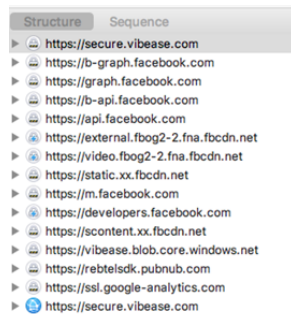 Structure Sequence
https://secure.vibease.com
https://b-graph.facebook.com
https://graph.facebook.com
https://b-api.facebook.com
https://api.facebook.com
https://external.fbog2-2.fna.fbcdn.net
https://video.fbog2-2.fna.fbcdn.net
https://static.xx.fbcdn.net
https://m.facebook.com
https://developers.facebook.com
https://scontent.xx.fbcdn.net
https://vibease.blob.core.windows.net
https://rebtelsdk.pubnub.com
https://ssl.google-analytics.com
https://secure.vibease.com